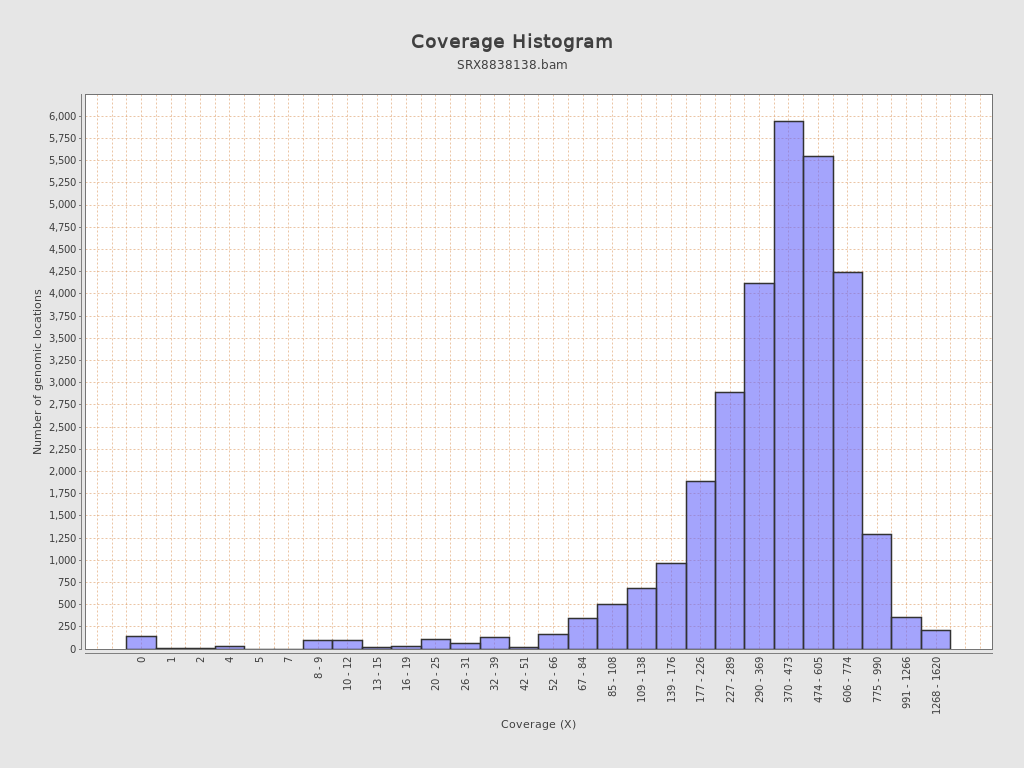 Coverage Histogram
SRX8838138.bam
Number of genomic locations
6,000
5,750
5,500
5,250
5,000
4,750
4,500
4,250
4,000
3,750
3,500
3,250
3,000
2,750
2,500
2,250
2,000
1,750
1,500
1,250
1,000
750
500
250
0
0
1
2
4
5
7
8 - 9
10 - 12
13 - 15
16 - 19
20 - 25
26 - 31
32 - 39
42 - 51
52 - 66
67 - 84
85 - 108
109 - 138
139 - 176
177 - 226
227 - 289
290 - 369
370 - 473
474 - 605
606 - 774
775 - 990
991 - 1266
1268 - 1620
Coverage (X)